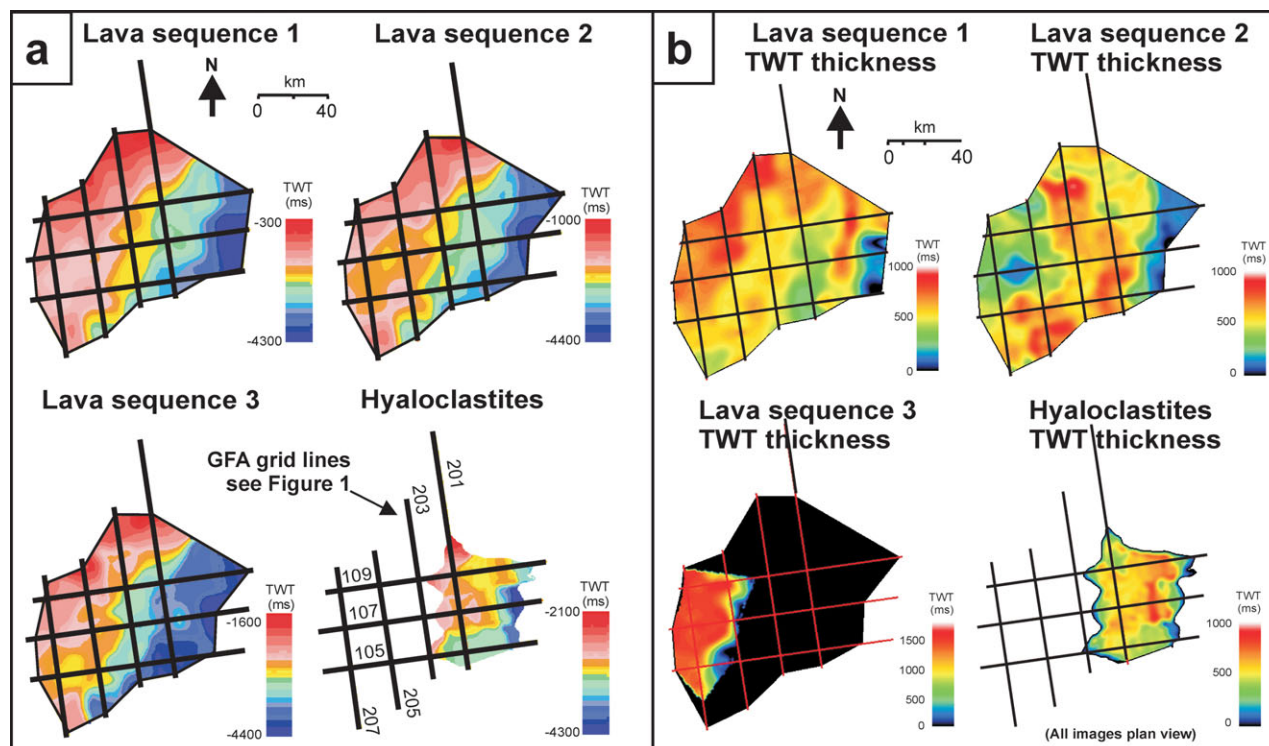 a
Lava sequence 1
Lava sequence 2
N
km
0 40
TWT
(ms)
-300
-4300
TWT
(ms)
-1000
-4400
Lava sequence 3
Hyaloclastites
GFA grid lines
see Figure 1
201
203
109
107
105
205
207
TWT
(ms)
-1600
-4400
TWT
(ms)
-2100
-4300
b
Lava sequence 1
TWT thickness
Lava sequence 2
TWT thickness
N
km
0 40
TWT
(ms)
1000
500
0
TWT
(ms)
1000
500
0
Lava sequence 3
TWT thickness
Hyaloclastites
TWT thickness
TWT
(ms)
1500
1000
500
0
TWT
(ms)
1000
500
0
(All images plan view)